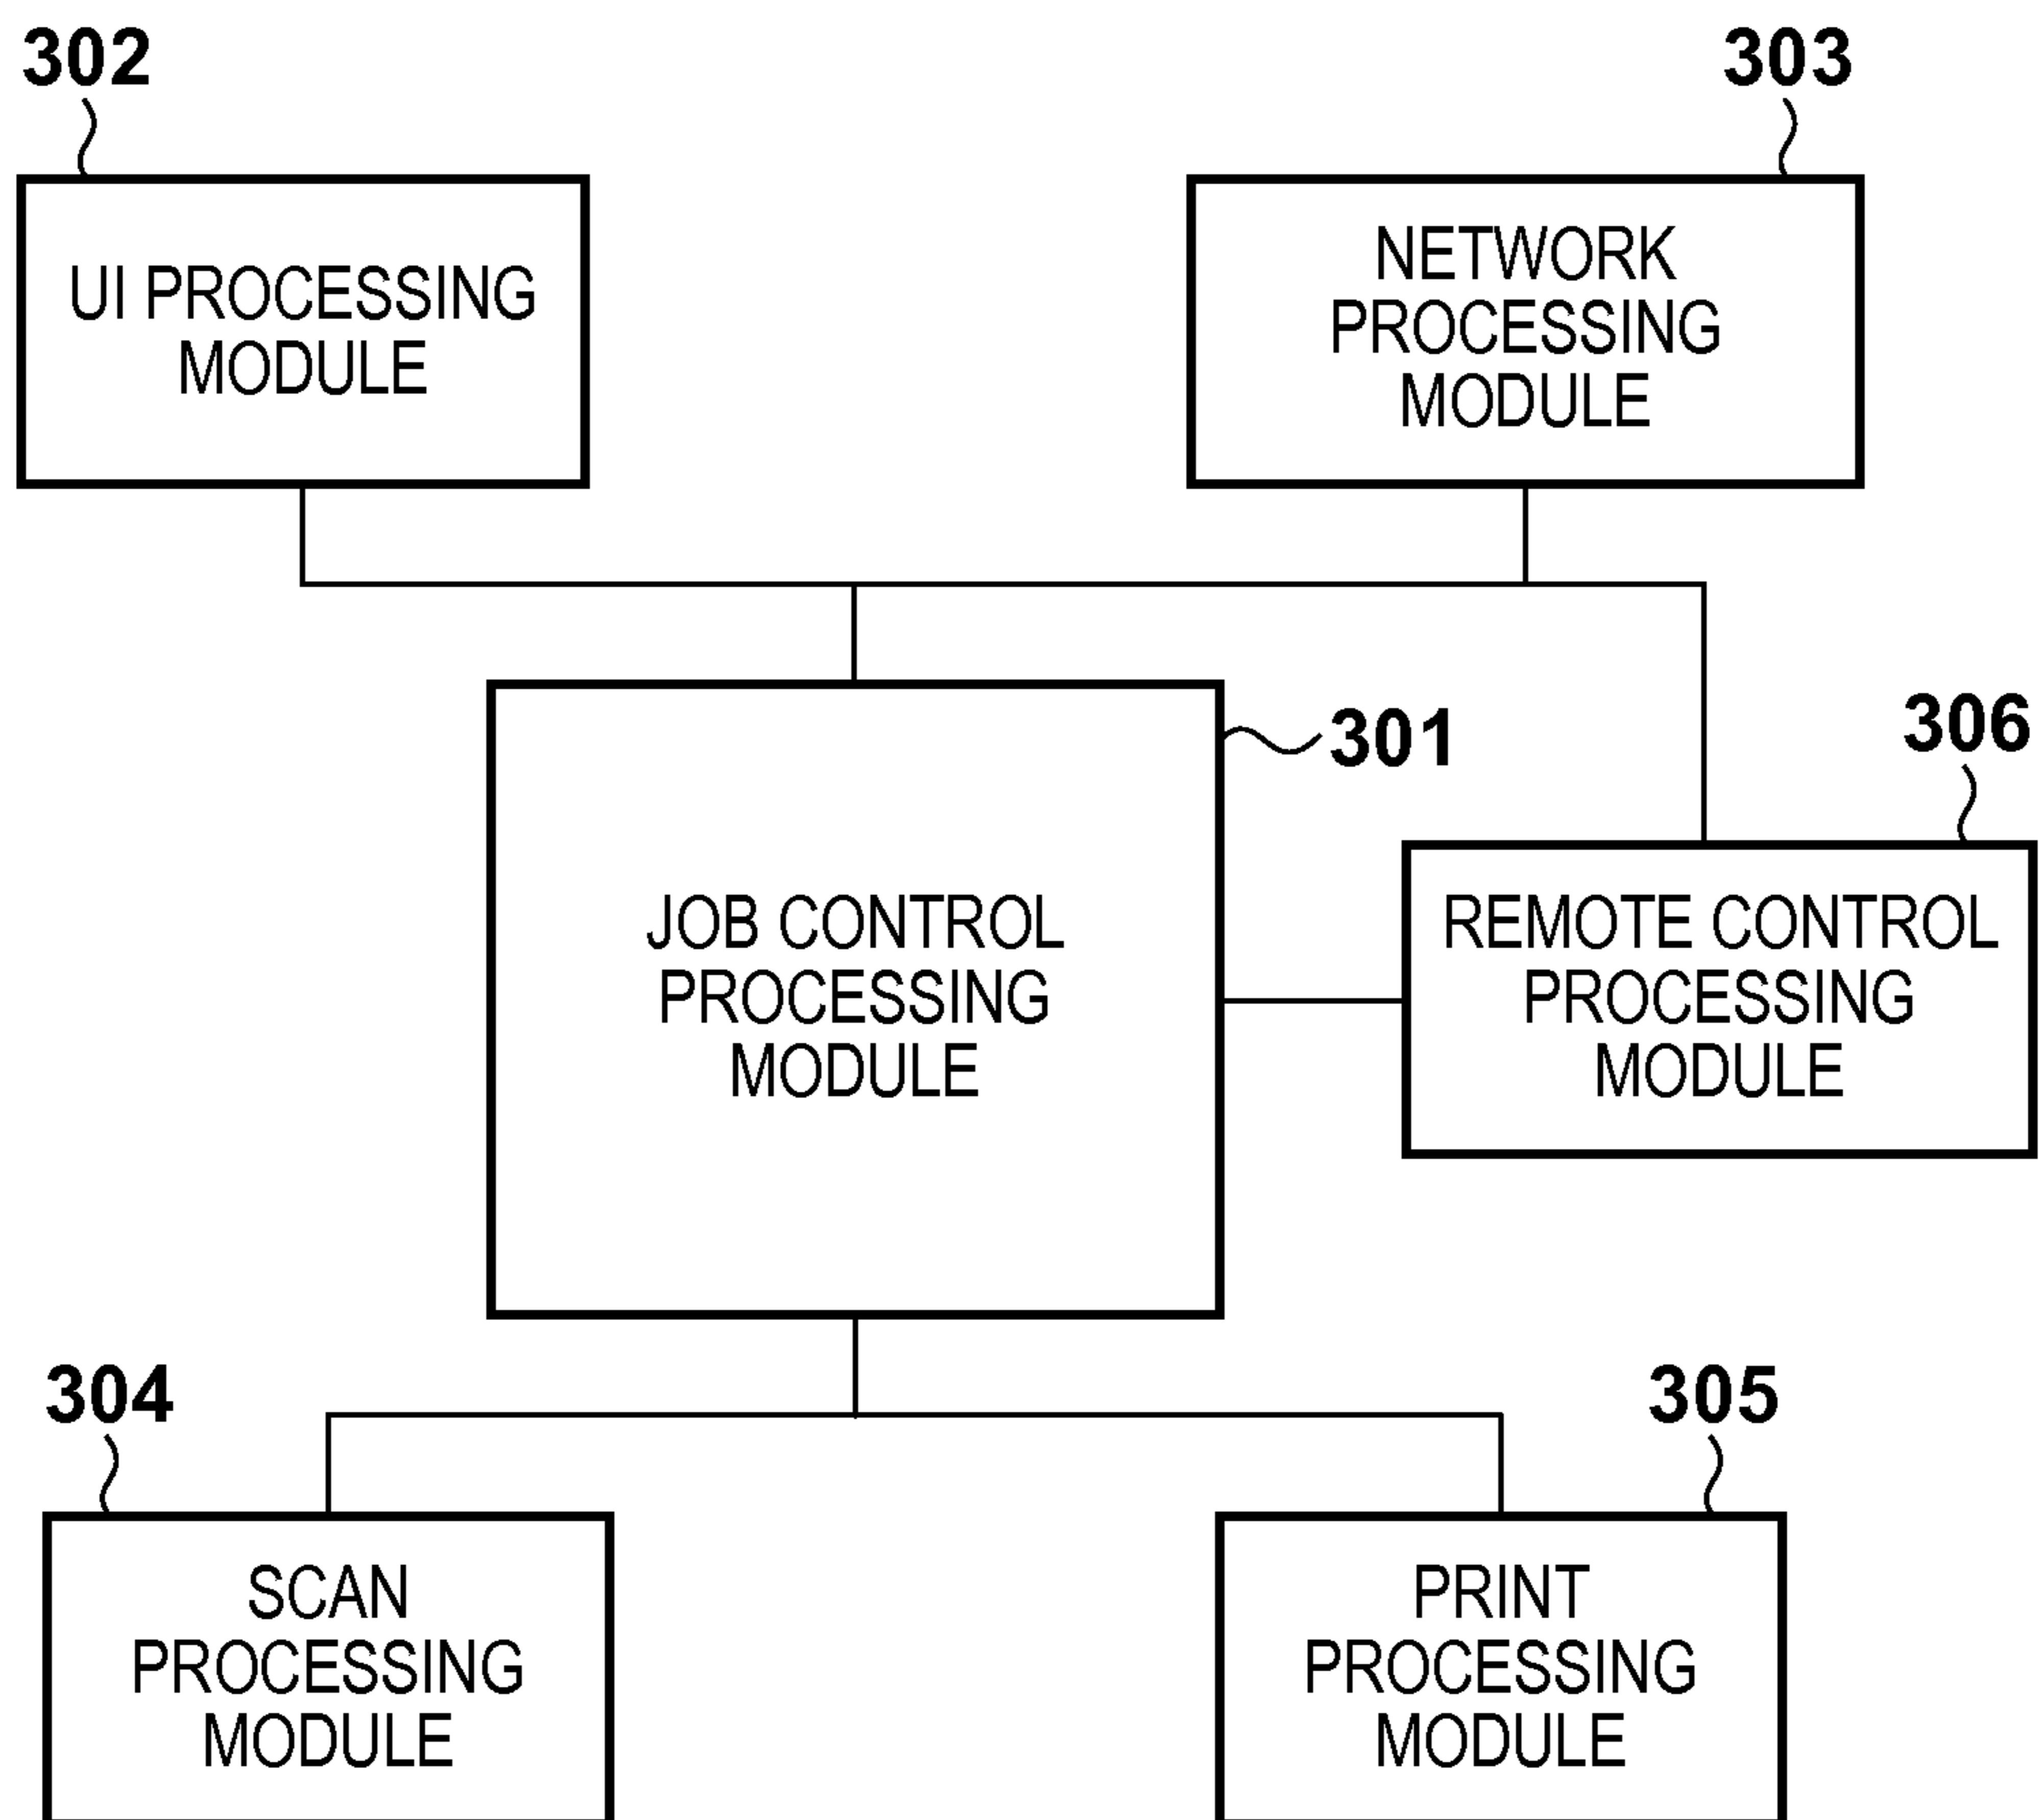 302
303
UI PROCESSING
MODULE
NETWORK
PROCESSING
MODULE
301
306
JOB CONTROL
PROCESSING
MODULE
REMOTE CONTROL
PROCESSING
MODULE
304
305
SCAN
PROCESSING
MODULE
PRINT
PROCESSING
MODULE